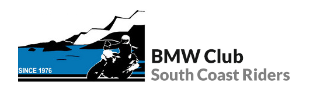 BMW Club
South Coast Riders
SINCE 1976